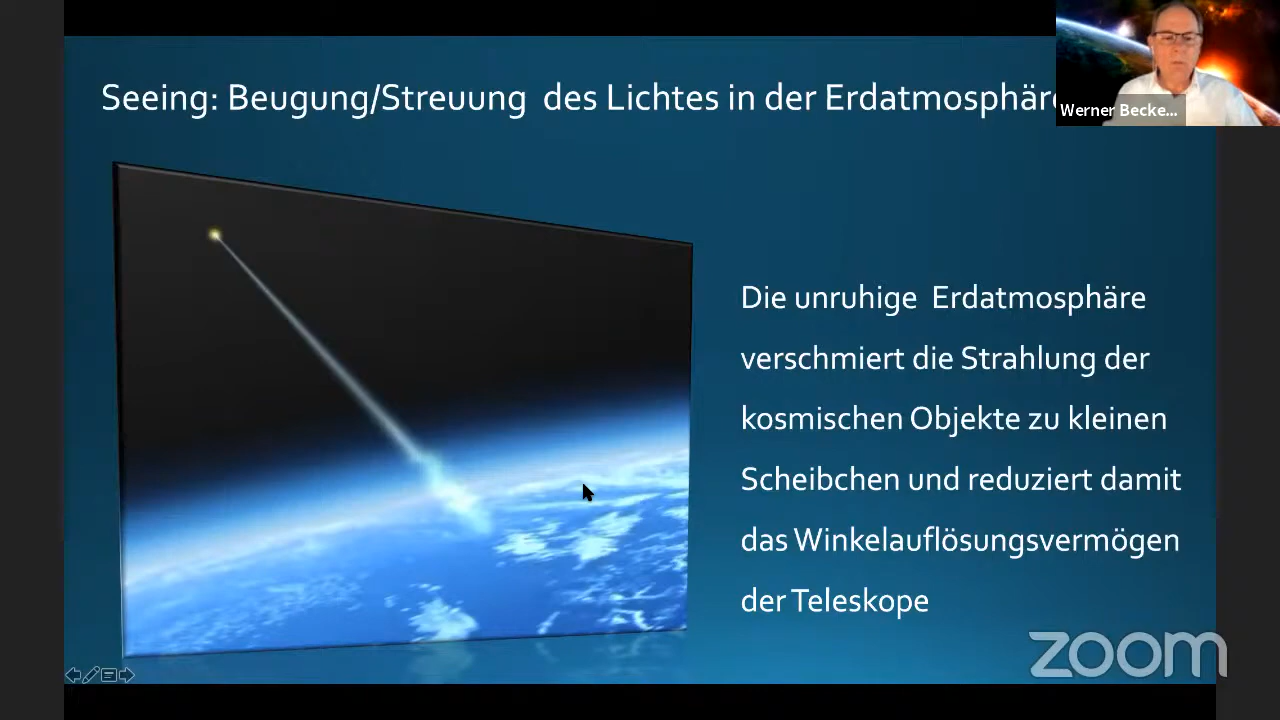 Seeing: Beugung/Streuung des Lichtes in der Erdatmosphäre
Werner Becke...
Die unruhige Erdatmosphäre
verschmiert die Strahlung der
kosmischen Objekte zu kleinen
Scheibchen und reduziert damit
das Winkelauflösungsvermögen
der Teleskope
zoom